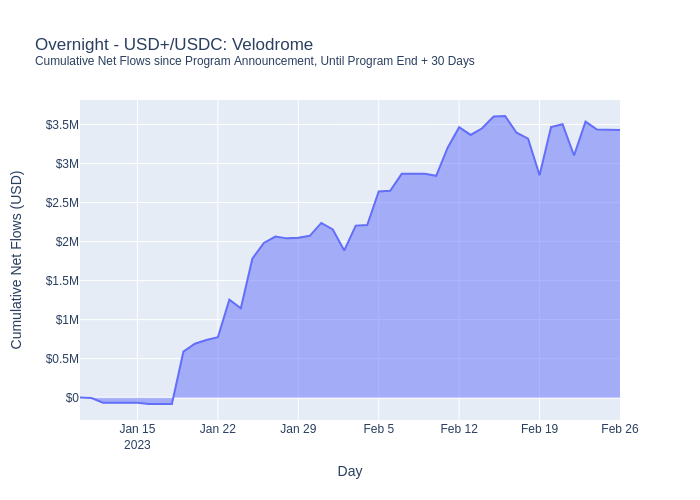 Overnight - USD+/USDC: Velodrome
Cumulative Net Flows since Program Announcement, Until Program End + 30 Days
Cumulative Net Flows (USD)
$3.5M
$3M
$2.5M
$2M
$1.5M
$1M
$0.5M
$0
Jan 15 Jan 22 Jan 29 Feb 5 Feb 12 Feb 19 Feb 26
2023
Day